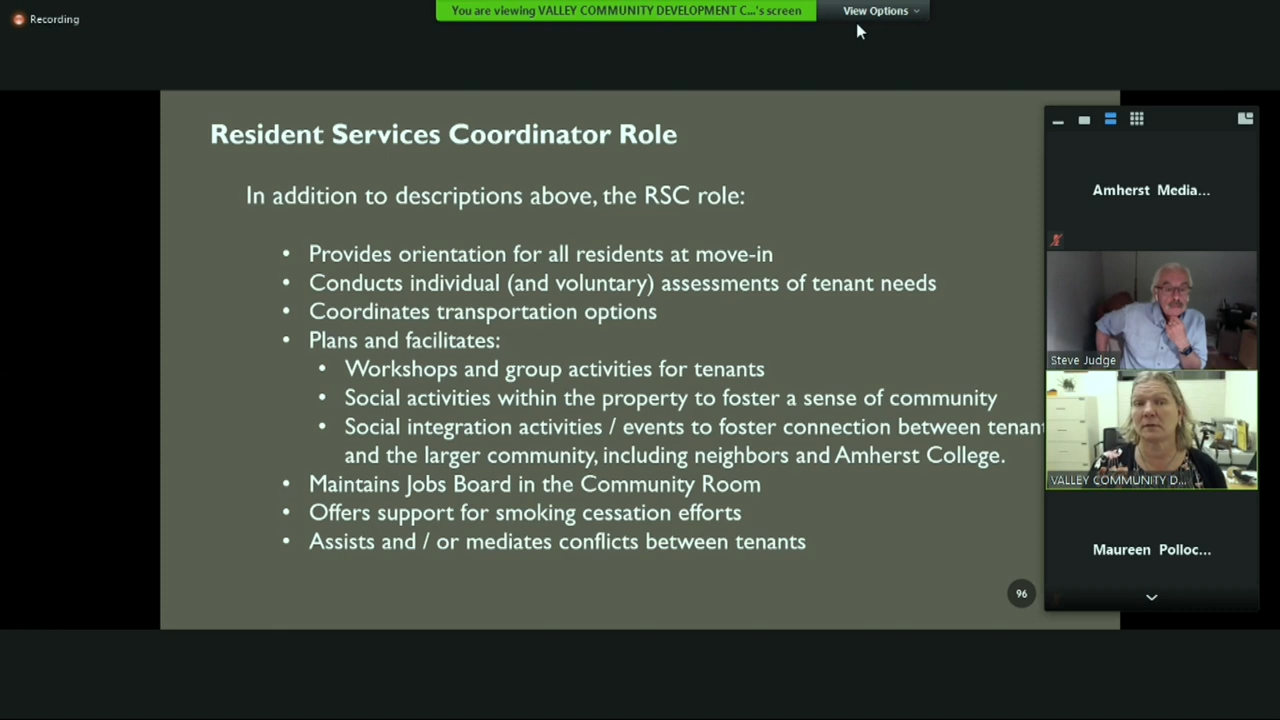 Recording
You are viewing VALLEY COMMUNITY DEVELOPMENT C...'s screen
View Options
Resident Services Coordinator Role
In addition to descriptions above, the RSC role:
• Provides orientation for all residents at move-in
• Conducts individual (and voluntary) assessments of tenant needs
• Coordinates transportation options
• Plans and facilitates:
• Workshops and group activities for tenants
• Social activities within the property to foster a sense of community
• Social integration activities / events to foster connection between tenant
and the larger community, including neighbors and Amherst College.
• Maintains Jobs Board in the Community Room
• Offers support for smoking cessation efforts
• Assists and / or mediates conflicts between tenants
96
Amherst Media...
Steve Judge
VALLEY COMMUNITY D...
Maureen Polloc...